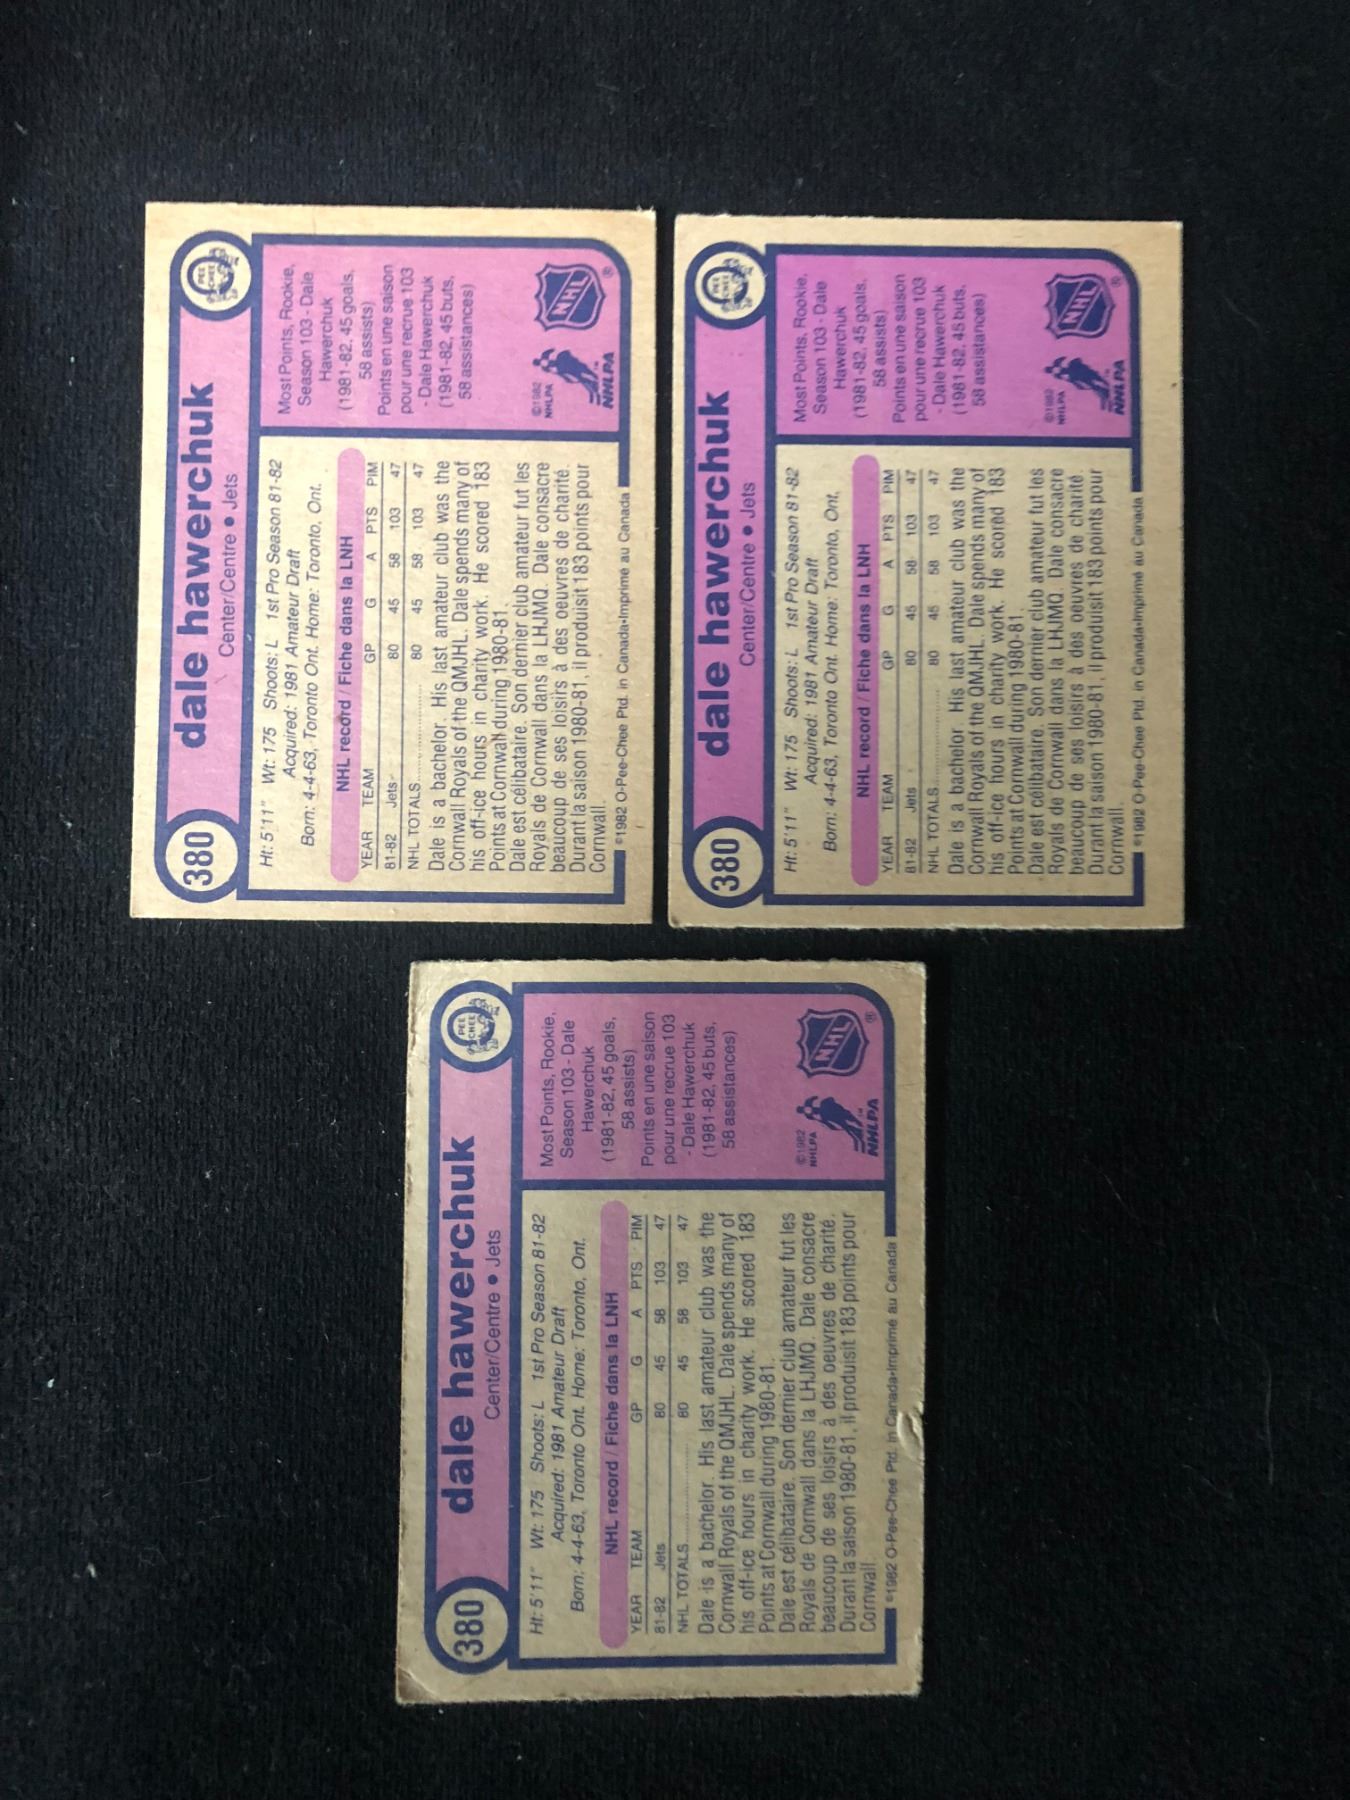 380
dale hawerchuk
O PEE CHEE
Center/Centre • Jets
Ht: 5'11" Wt: 175 Shoots: L 1st Pro Season 81-82
Acquired: 1981 Amateur Draft
Born: 4-4-63, Toronto Ont. Home: Toronto, Ont.
NHL record / Fiche dans la LNH
YEAR TEAM GP G A PTS PIM
81-82 Jets 80 45 58 103 47
NHL TOTALS................ 80 45 58 103 47
Dale is a bachelor. His last amateur club was the
Cornwall Royals of the QMJHL. Dale spends many of
his off-ice hours in charity work. He scored 183
Points at Cornwall during 1980-81.
Dale est célibataire. Son dernier club amateur fut les
Royals de Cornwall dans la LHJMQ. Dale consacre
beaucoup de ses loisirs à des oeuvres de charité.
Durant la saison 1980-81, il produisit 183 points pour
Cornwall.
Most Points, Rookie,
Season 103 - Dale
Hawerchuk
(1981-82, 45 goals,
58 assists)
Points en une saison
pour une recrue 103
- Dale Hawerchuk
(1981-82, 45 buts,
58 assistances)
©1982
NHLPA
NHLPA™
NHL ®
©1982 O-Pee-Chee Ptd. in Canada-Imprimé au Canada
380
dale hawerchuk
O PEE CHEE
Center/Centre • Jets
Ht: 5'11" Wt: 175 Shoots: L 1st Pro Season 81-82
Acquired: 1981 Amateur Draft
Born: 4-4-63, Toronto Ont. Home: Toronto, Ont.
NHL record / Fiche dans la LNH
YEAR TEAM GP G A PTS PIM
81-82 Jets 80 45 58 103 47
NHL TOTALS................ 80 45 58 103 47
Dale is a bachelor. His last amateur club was the
Cornwall Royals of the QMJHL. Dale spends many of
his off-ice hours in charity work. He scored 183
Points at Cornwall during 1980-81.
Dale est célibataire. Son dernier club amateur fut les
Royals de Cornwall dans la LHJMQ. Dale consacre
beaucoup de ses loisirs à des oeuvres de charité.
Durant la saison 1980-81, il produisit 183 points pour
Cornwall.
Most Points, Rookie,
Season 103 - Dale
Hawerchuk
(1981-82, 45 goals,
58 assists)
Points en une saison
pour une recrue 103
- Dale Hawerchuk
(1981-82, 45 buts,
58 assistances)
©1982
NHLPA
NHLPA™
NHL ®
©1982 O-Pee-Chee Ptd. in Canada-Imprimé au Canada
380
dale hawerchuk
O PEE CHEE
Center/Centre • Jets
Ht: 5'11" Wt: 175 Shoots: L 1st Pro Season 81-82
Acquired: 1981 Amateur Draft
Born: 4-4-63, Toronto Ont. Home: Toronto, Ont.
NHL record / Fiche dans la LNH
YEAR TEAM GP G A PTS PIM
81-82 Jets 80 45 58 103 47
NHL TOTALS................ 80 45 58 103 47
Dale is a bachelor. His last amateur club was the
Cornwall Royals of the QMJHL. Dale spends many of
his off-ice hours in charity work. He scored 183
Points at Cornwall during 1980-81.
Dale est célibataire. Son dernier club amateur fut les
Royals de Cornwall dans la LHJMQ. Dale consacre
beaucoup de ses loisirs à des oeuvres de charité.
Durant la saison 1980-81, il produisit 183 points pour
Cornwall.
Most Points, Rookie,
Season 103 - Dale
Hawerchuk
(1981-82, 45 goals,
58 assists)
Points en une saison
pour une recrue 103
- Dale Hawerchuk
(1981-82, 45 buts,
58 assistances)
©1982
NHLPA
NHLPA™
NHL ®
©1982 O-Pee-Chee Ptd. in Canada-Imprimé au Canada